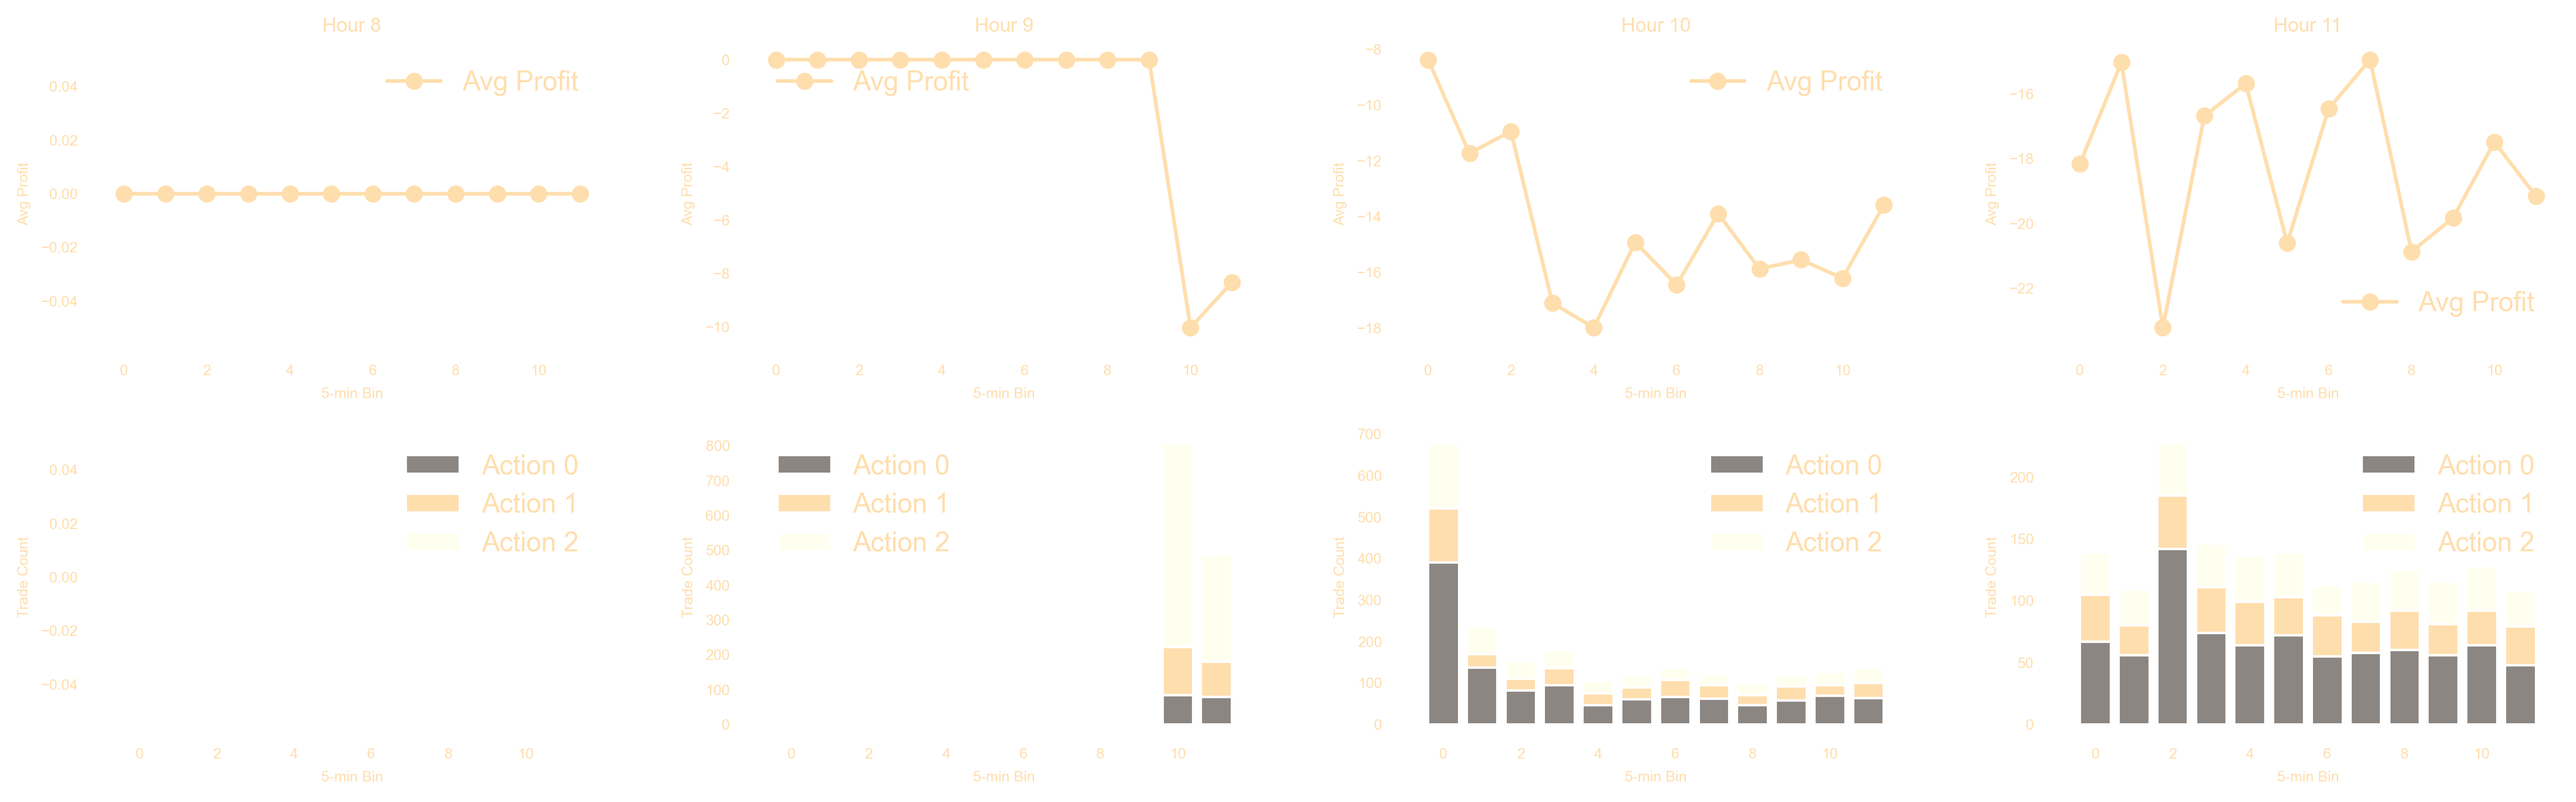 Hour 8
Avg Profit
0.04
0.02
0.00
−0.02
−0.04
Avg Profit
0 2 4 6 8 10
5-min Bin
Hour 9
Avg Profit
0
−2
−4
−6
−8
−10
Avg Profit
0 2 4 6 8 10
5-min Bin
Hour 10
Avg Profit
−8
−10
−12
−14
−16
−18
Avg Profit
0 2 4 6 8 10
5-min Bin
Hour 11
Avg Profit
−16
−18
−20
−22
Avg Profit
0 2 4 6 8 10
5-min Bin
Trade Count
0.04
0.02
0.00
−0.02
−0.04
Action 0
Action 1
Action 2
0 2 4 6 8 10
5-min Bin
Trade Count
800
700
600
500
400
300
200
100
0
Action 0
Action 1
Action 2
0 2 4 6 8 10
5-min Bin
Trade Count
700
600
500
400
300
200
100
0
Action 0
Action 1
Action 2
0 2 4 6 8 10
5-min Bin
Trade Count
200
150
100
50
0
Action 0
Action 1
Action 2
0 2 4 6 8 10
5-min Bin